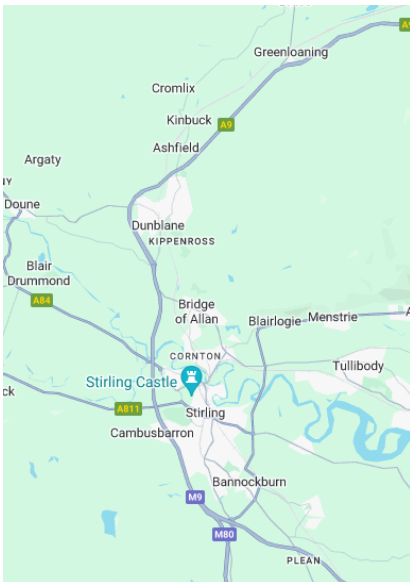 Greenloaning
A9
Cromlix
Kinbuck
A9
Ashfield
Argaty
Doune
Dunblane
KIPPENROSS
Blair
Drummond
A84
Bridge
of Allan
Blairlogie
Menstrie
CORNTON
Tullibody
Stirling Castle
A811
Stirling
Cambusbarron
Bannockburn
M9
M80
PLEAN